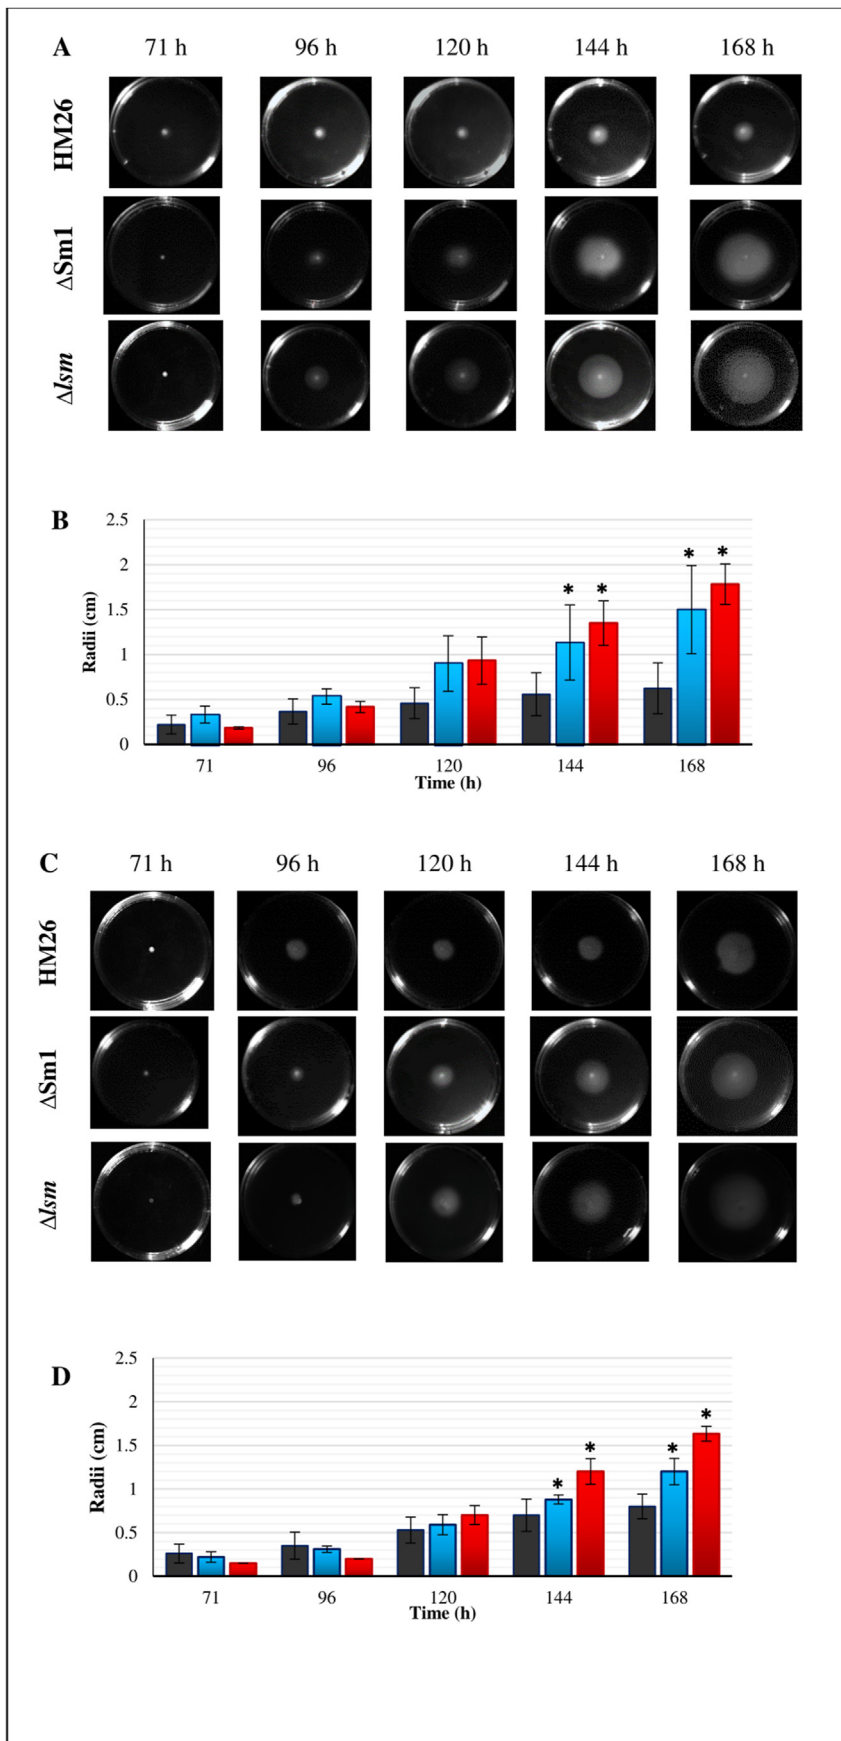 A 71 h 96 h 120 h 144 h 168 h
HM26
ΔSm1
Δlsm
B
2.5
2
1.5
1
0.5
0
Radii (cm)
* * * *
71 96 120 144 168
Time (h)
C 71 h 96 h 120 h 144 h 168 h
HM26
ΔSm1
Δlsm
D
2.5
2
1.5
1
0.5
0
Radii (cm)
* * * *
71 96 120 144 168
Time (h)